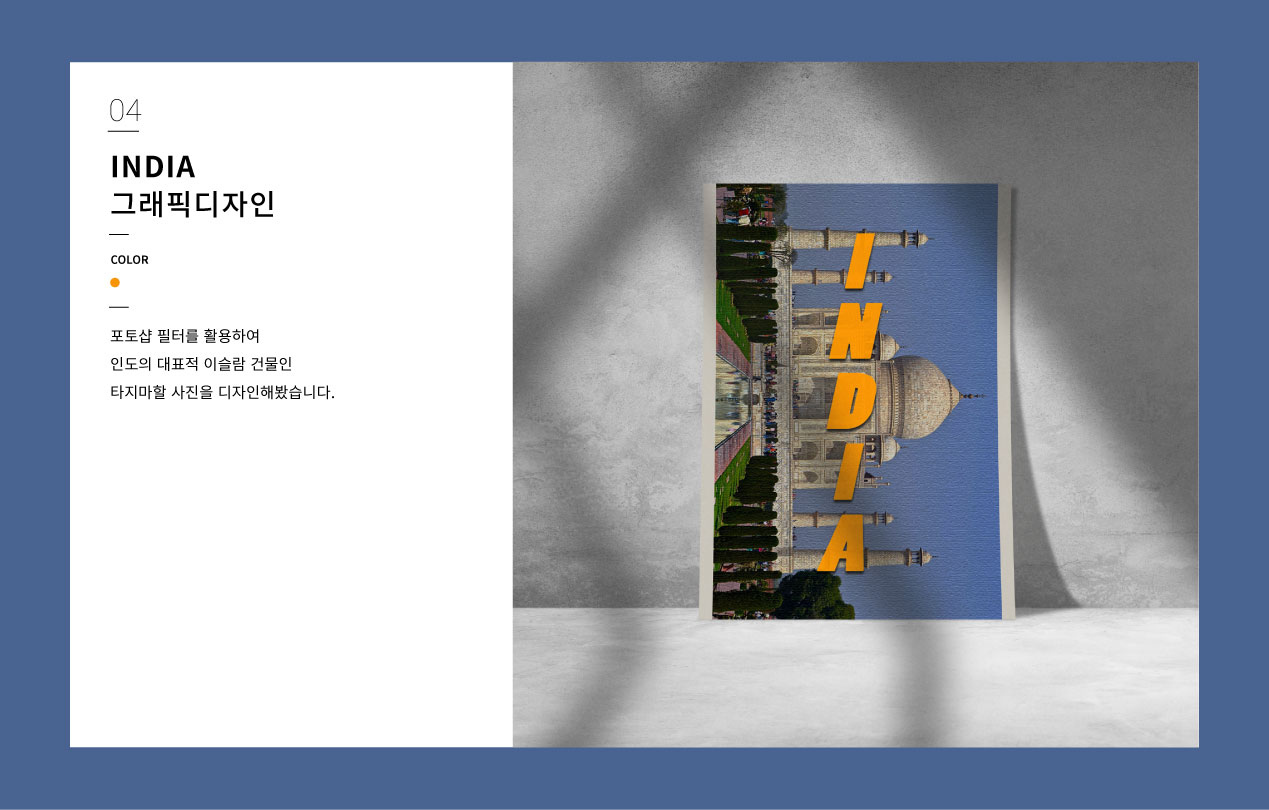 04
INDIA
그래픽디자인
COLOR
포토샵 필터를 활용하여
인도의 대표적 이슬람 건물인
타지마할 사진을 디자인해봤습니다.
INDIA